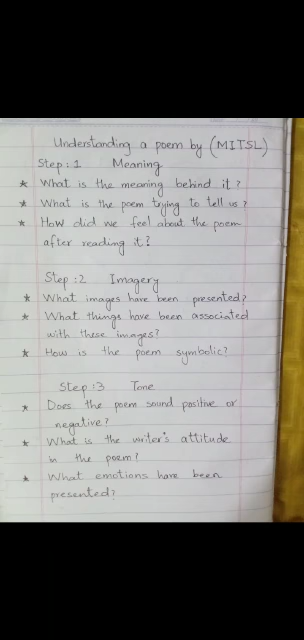 Understanding a poem by (MITSL)
Step:1 Meaning
* What is the meaning behind it?
* What is the poem trying to tell us?
* How did we feel about the poem
after reading it?
Step:2 Imagery
* What images have been presented?
* What things have been associated
with these images?
* How is the poem symbolic?
Step:3 Tone
* Does the poem sound positive or
negative?
* What is the writer's attitude
in the poem?
* What emotions have been
presented?